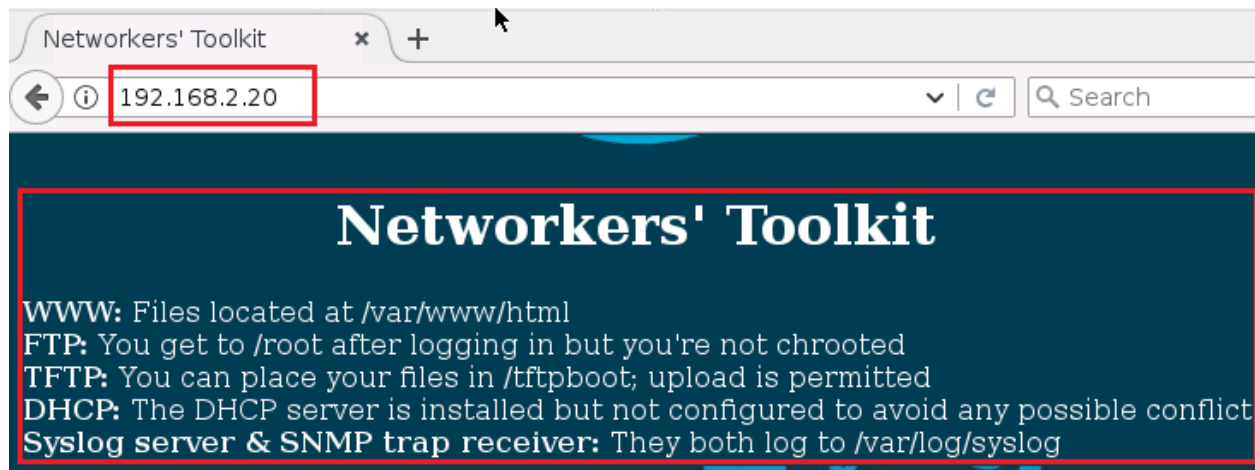 Networkers' Toolkit
192.168.2.20
Search
Networkers' Toolkit
WWW: Files located at /var/www/html
FTP: You get to /root after logging in but you're not chrooted
TFTP: You can place your files in /tftpboot; upload is permitted
DHCP: The DHCP server is installed but not configured to avoid any possible conflict
Syslog server & SNMP trap receiver: They both log to /var/log/syslog